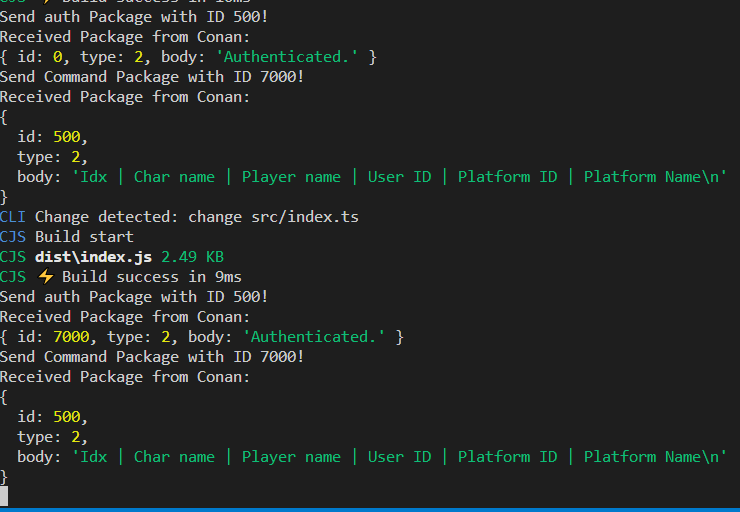 CJS ⚡ Build success in 10ms
Send auth Package with ID 500!
Received Package from Conan:
{ id: 0, type: 2, body: 'Authenticated.' }
Send Command Package with ID 7000!
Received Package from Conan:
{
  id: 500,
  type: 2,
  body: 'Idx | Char name | Player name | User ID | Platform ID | Platform Name\n'
}
CLI Change detected: change src/index.ts
CJS Build start
CJS dist\index.js 2.49 KB
CJS ⚡ Build success in 9ms
Send auth Package with ID 500!
Received Package from Conan:
{ id: 7000, type: 2, body: 'Authenticated.' }
Send Command Package with ID 7000!
Received Package from Conan:
{
  id: 500,
  type: 2,
  body: 'Idx | Char name | Player name | User ID | Platform ID | Platform Name\n'
}